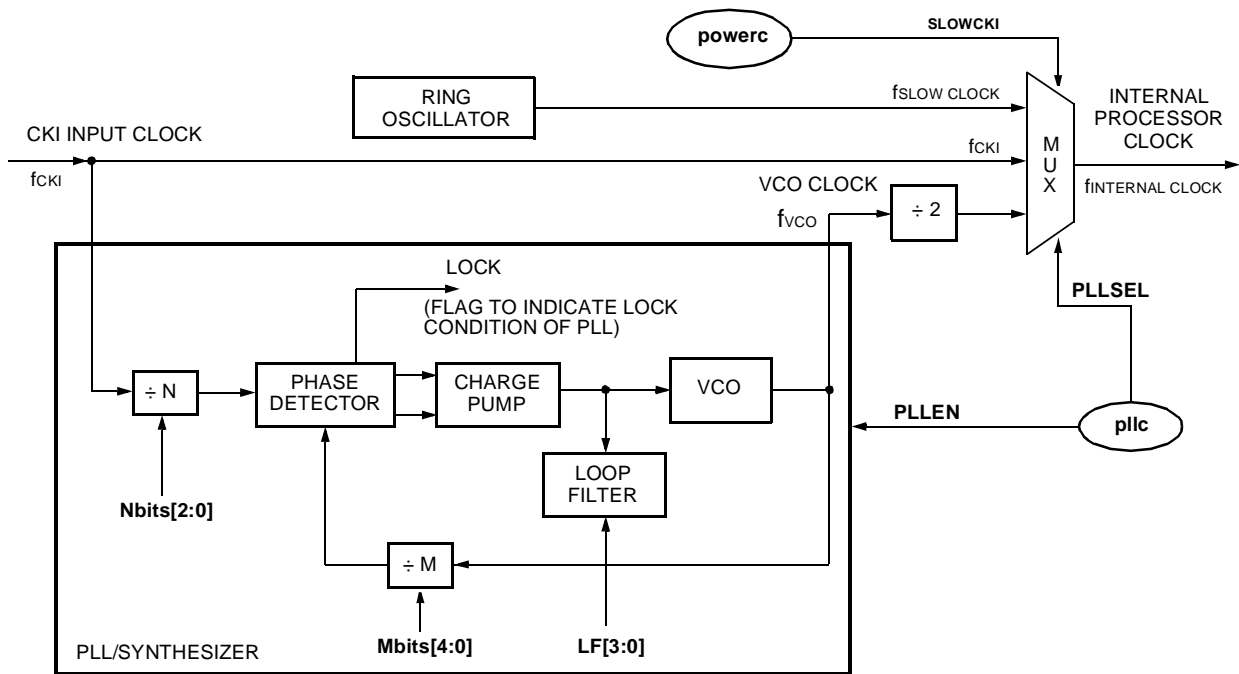 powerc
SLOWCKI
RING
OSCILLATOR
fSLOW CLOCK
INTERNAL
PROCESSOR
CLOCK
CKI INPUT CLOCK
fCKI
fCKI
M
U
X
fINTERNAL CLOCK
VCO CLOCK
fVCO
÷ 2
LOCK
(FLAG TO INDICATE LOCK
CONDITION OF PLL)
PLLSEL
÷ N
PHASE
DETECTOR
CHARGE
PUMP
VCO
PLLEN
pllc
LOOP
FILTER
Nbits[2:0]
÷ M
Mbits[4:0]
LF[3:0]
PLL/SYNTHESIZER